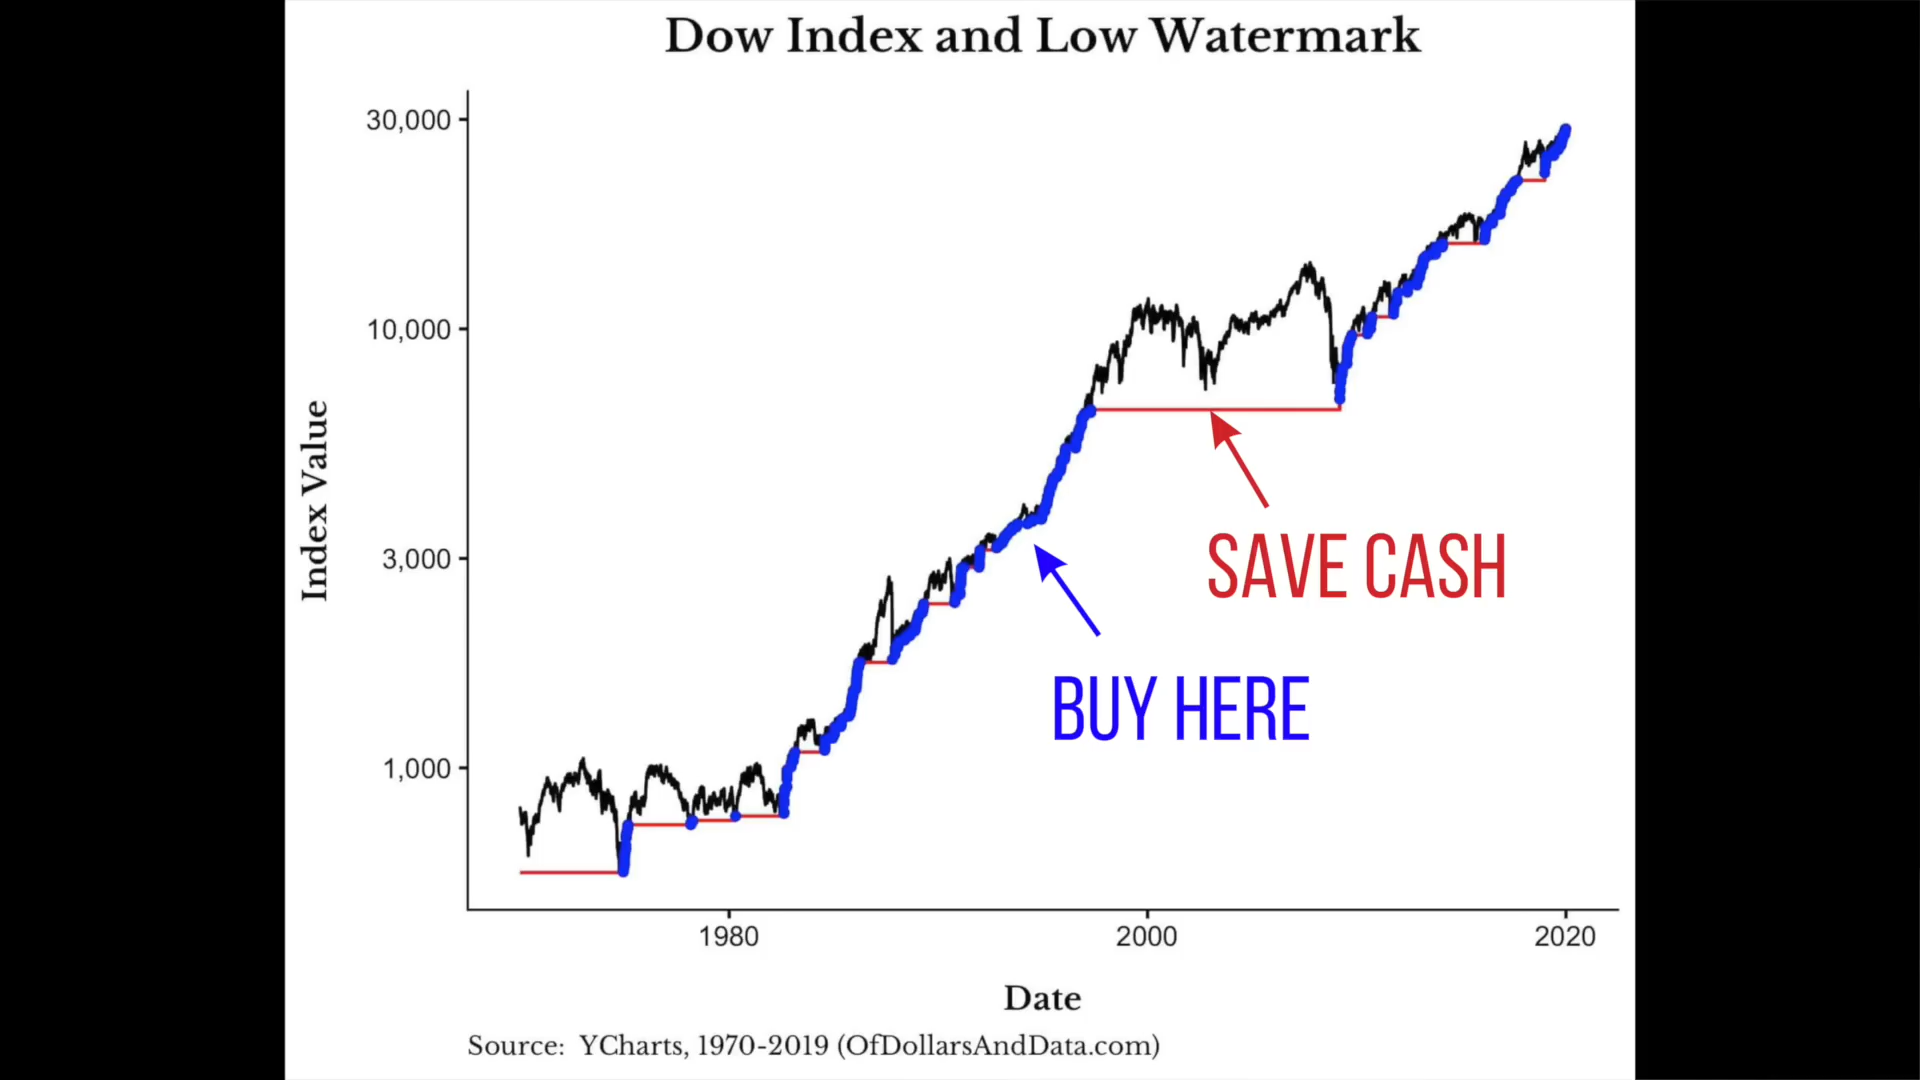 Dow Index and Low Watermark
30,000
10,000
3,000
1,000
Index Value
SAVE CASH
BUY HERE
1980
2000
2020
Date
Source: YCharts, 1970-2019 (OfDollarsAndData.com)